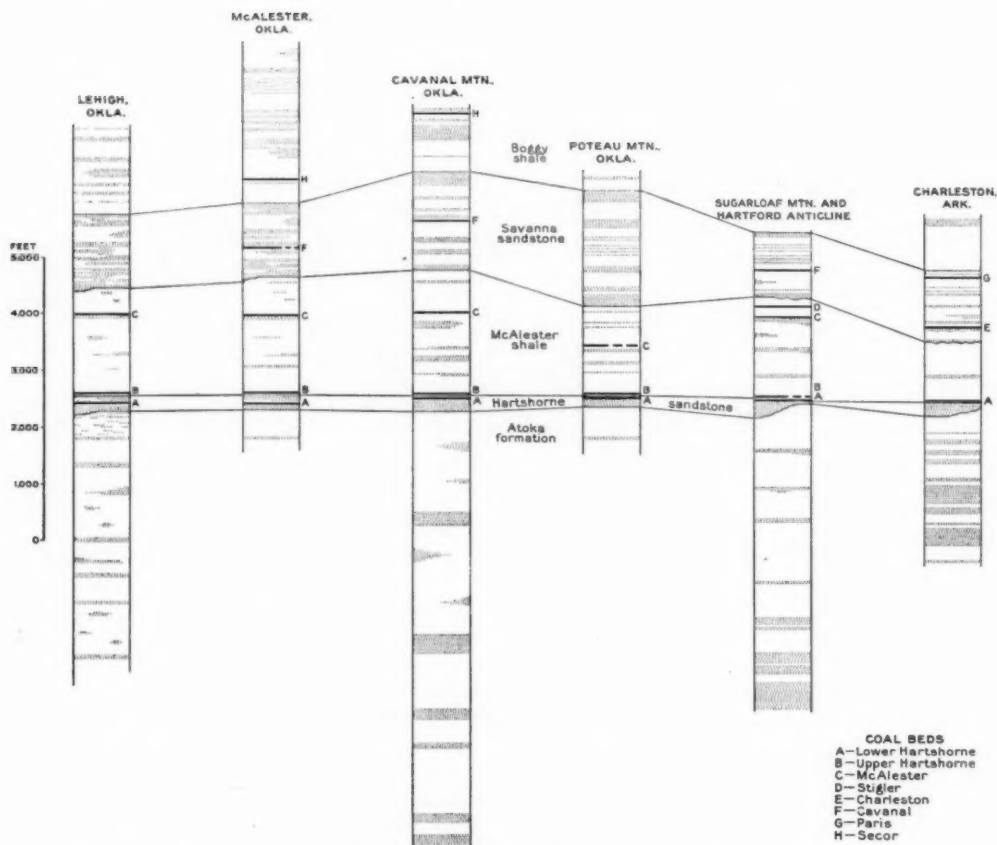 McALESTER,
OKLA.
LEHIGH,
OKLA.
CAVANAL MTN.,
OKLA.
POTEAU MTN.,
OKLA.
SUGARLOAF MTN. AND
HARTFORD ANTICLINE
CHARLESTON,
ARK.
FEET
5,000
4,000
3,000
2,000
1,000
0
C
B
A
H
F
C
B
A
H
F
C
B
A
Boggy
shale
Savanna
sandstone
McAlester
shale
Hartshorne
sandstone
Atoka
formation
C
B
A
F
D
C
B
A
G
E
A
COAL BEDS
A—Lower Hartshorne
B—Upper Hartshorne
C—McAlester
D—Stigler
E—Charleston
F—Cavanal
G—Paris
H—Secor